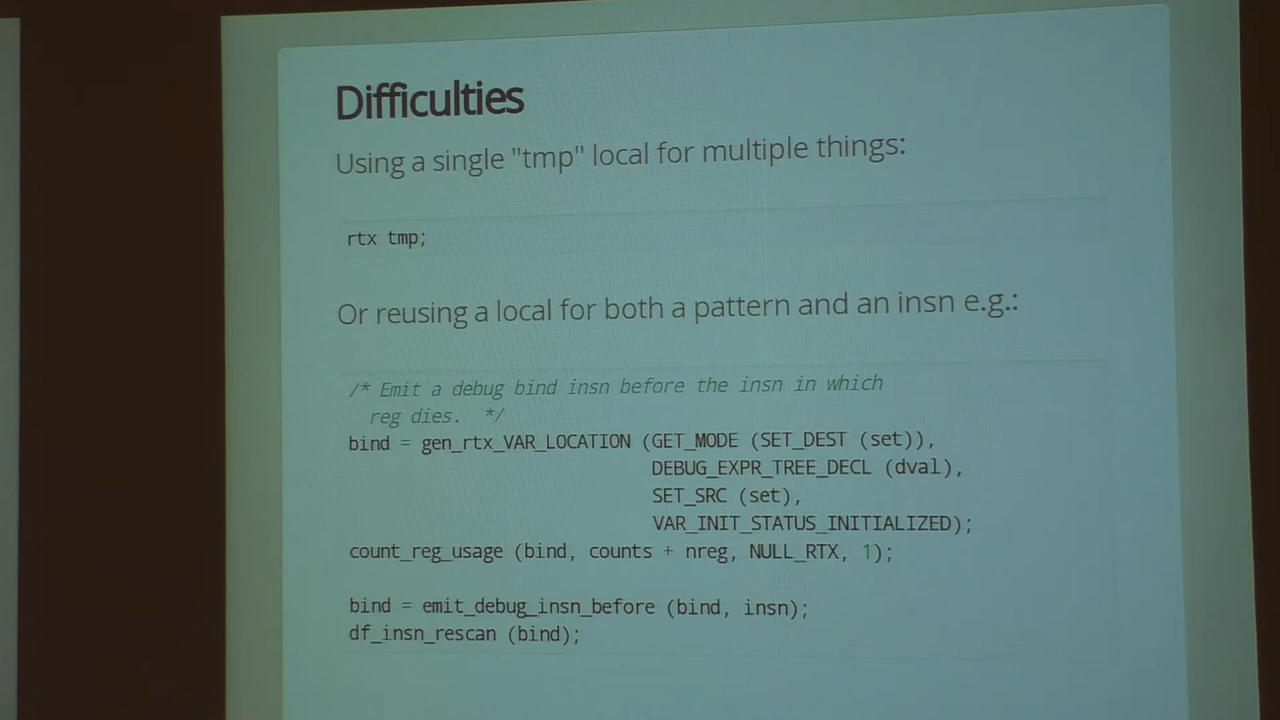 Difficulties
Using a single "tmp" local for multiple things:
rtx tmp;
Or reusing a local for both a pattern and an insn e.g.:
/* Emit a debug bind insn before the insn in which
reg dies.  */
bind = gen_rtx_VAR_LOCATION (GET_MODE (SET_DEST (set)),
DEBUG_EXPR_TREE_DECL (dval),
SET_SRC (set),
VAR_INIT_STATUS_INITIALIZED);
count_reg_usage (bind, counts + nreg, NULL_RTX, 1);
bind = emit_debug_insn_before (bind, insn);
df_insn_rescan (bind);